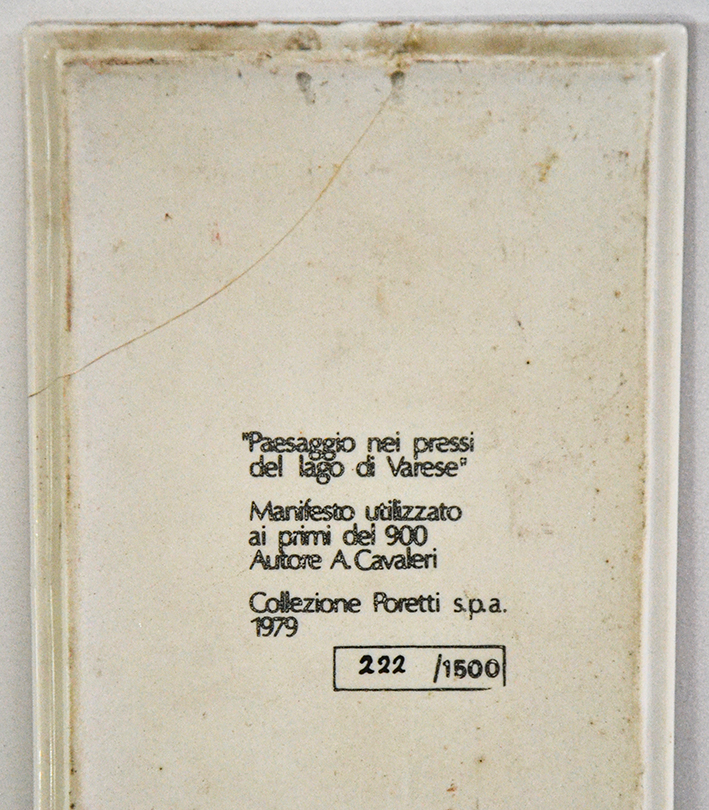 "Paesaggio nei pressi
del lago di Varese"
Manifesto utilizzato
ai primi del 900
Autore A. Cavaleri
Collezione Poretti s.p.a.
1979
222 /1500